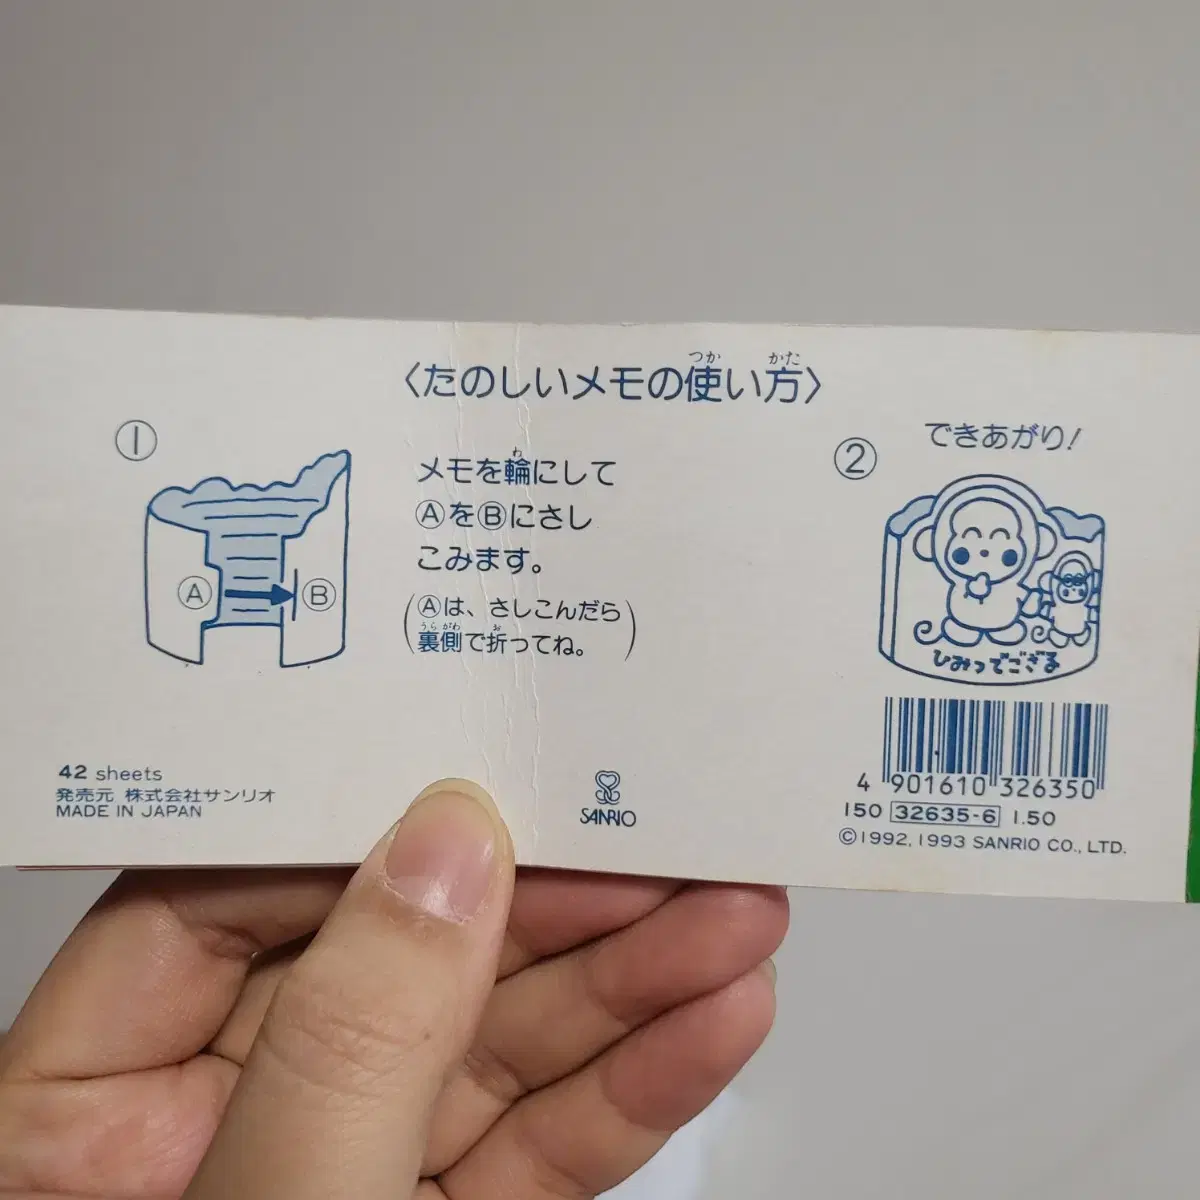 〈たのしいメモの使い方〉
つか かた
①
メモを輪にして
わ
ⒶをⒷにさし
こみます。
(Ⓐは、さしこんだら
裏側で折ってね。)
うらがわ お
Ⓐ Ⓑ
②
できあがり!
ひみつでござる
42 sheets
発売元 株式会社サンリオ
MADE IN JAPAN
SANRIO
4 901610 326350
150 32635-6 1.50
©1992, 1993 SANRIO CO., LTD.